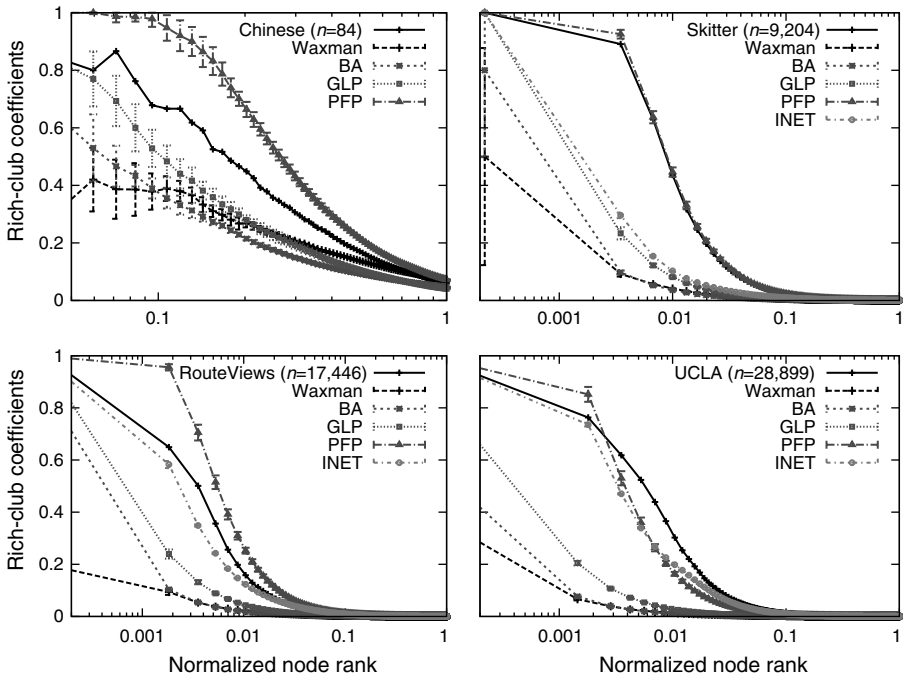 Rich-club coefficients
1
0.8
0.6
0.4
0.2
0
Chinese (n=84)
Waxman
BA
GLP
PFP
0.1
1
Skitter (n=9,204)
Waxman
BA
GLP
PFP
INET
0.001
0.01
0.1
1
Rich-club coefficients
1
0.8
0.6
0.4
0.2
0
RouteViews (n=17,446)
Waxman
BA
GLP
PFP
INET
0.001
0.01
0.1
1
Normalized node rank
UCLA (n=28,899)
Waxman
BA
GLP
PFP
INET
0.001
0.01
0.1
1
Normalized node rank